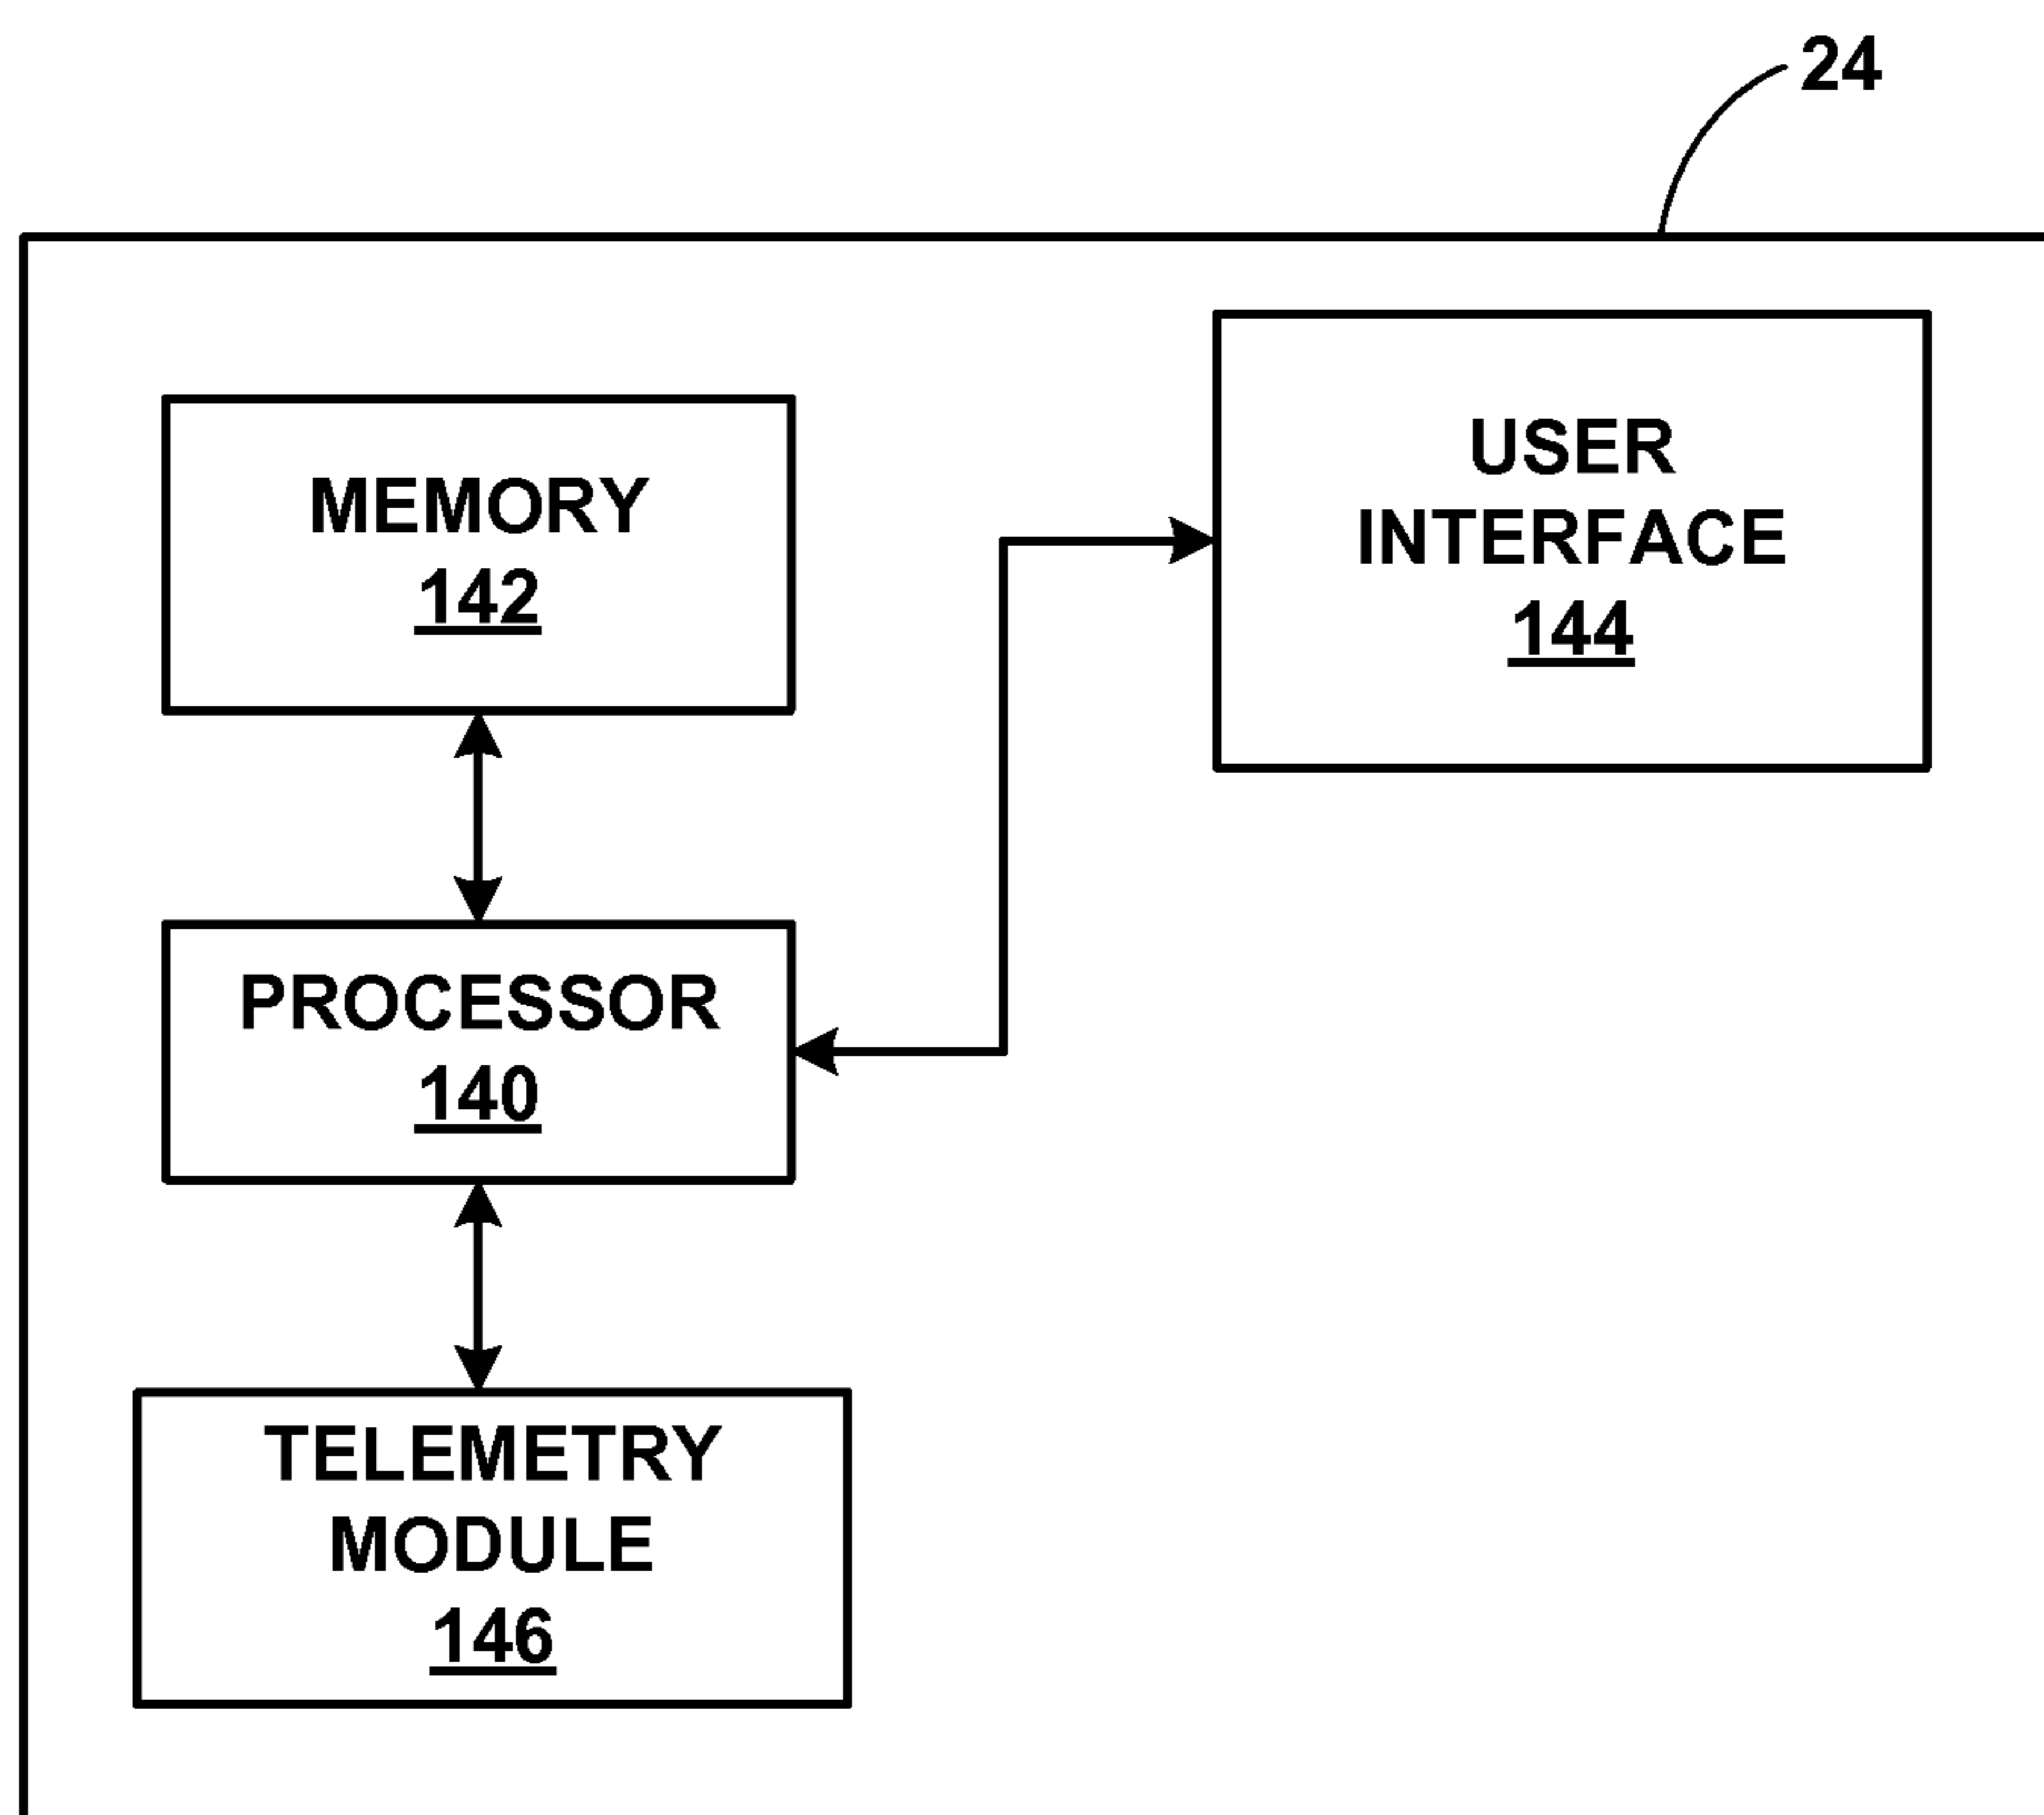 24
MEMORY
142
USER
INTERFACE
144
PROCESSOR
140
TELEMETRY
MODULE
146